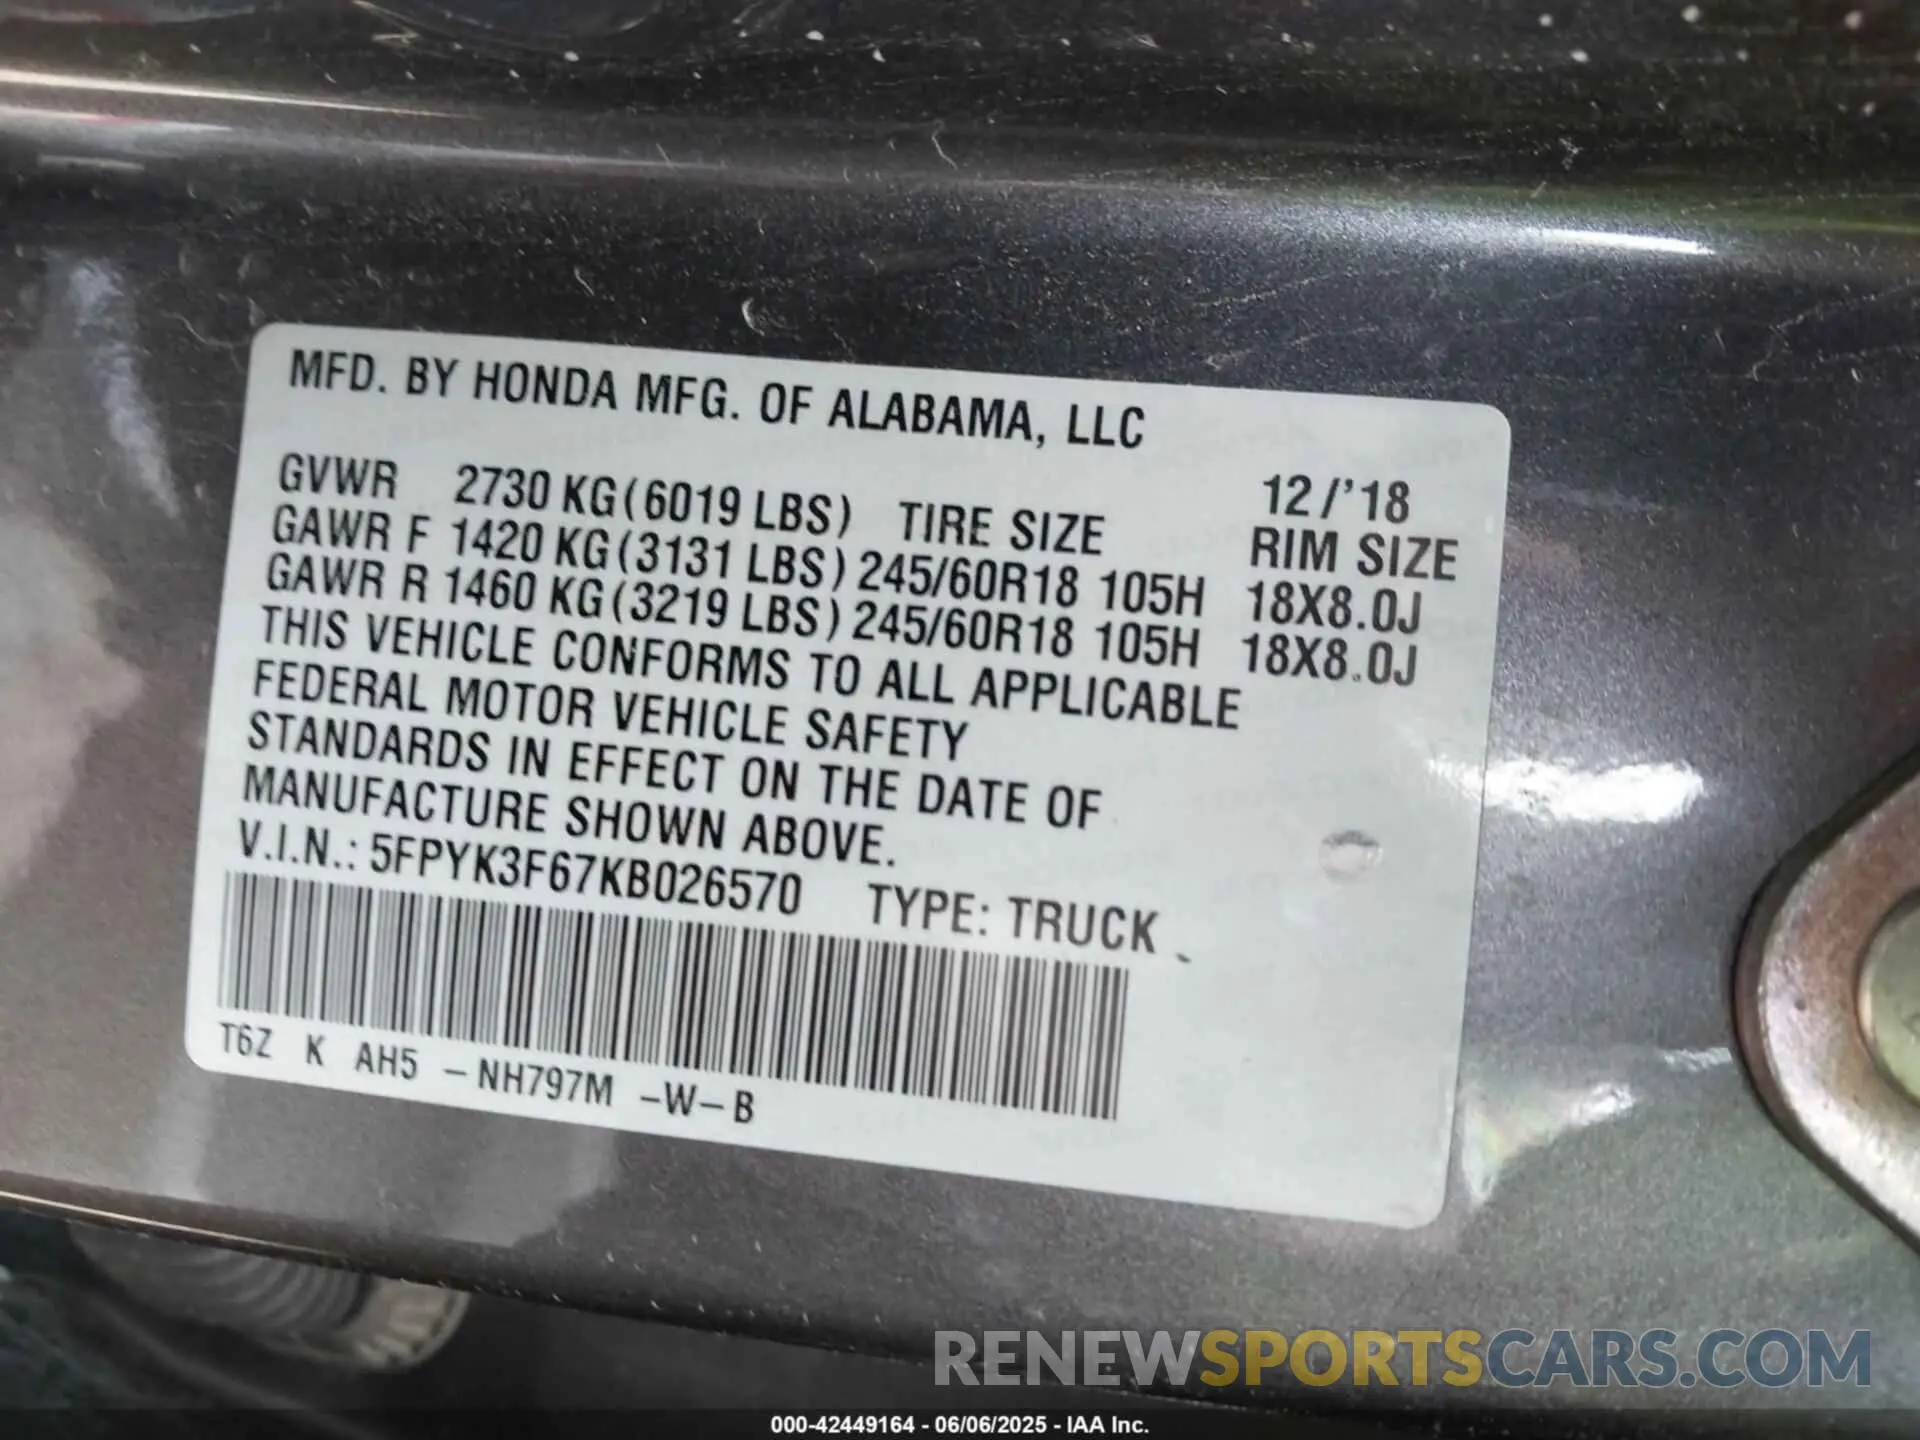 MFD. BY HONDA MFG. OF ALABAMA, LLC
12/'18
GVWR 2730 KG(6019 LBS) TIRE SIZE RIM SIZE
GAWR F 1420 KG(3131 LBS) 245/60R18 105H 18X8.0J
GAWR R 1460 KG(3219 LBS) 245/60R18 105H 18X8.0J
THIS VEHICLE CONFORMS TO ALL APPLICABLE
FEDERAL MOTOR VEHICLE SAFETY
STANDARDS IN EFFECT ON THE DATE OF
MANUFACTURE SHOWN ABOVE.
V.I.N.: 5FPYK3F67KB026570 TYPE: TRUCK
T6Z K AH5 -NH797M -W-B
RENEWSPORTSCARS.COM
000-42449164 - 06/06/2025 - IAA Inc.